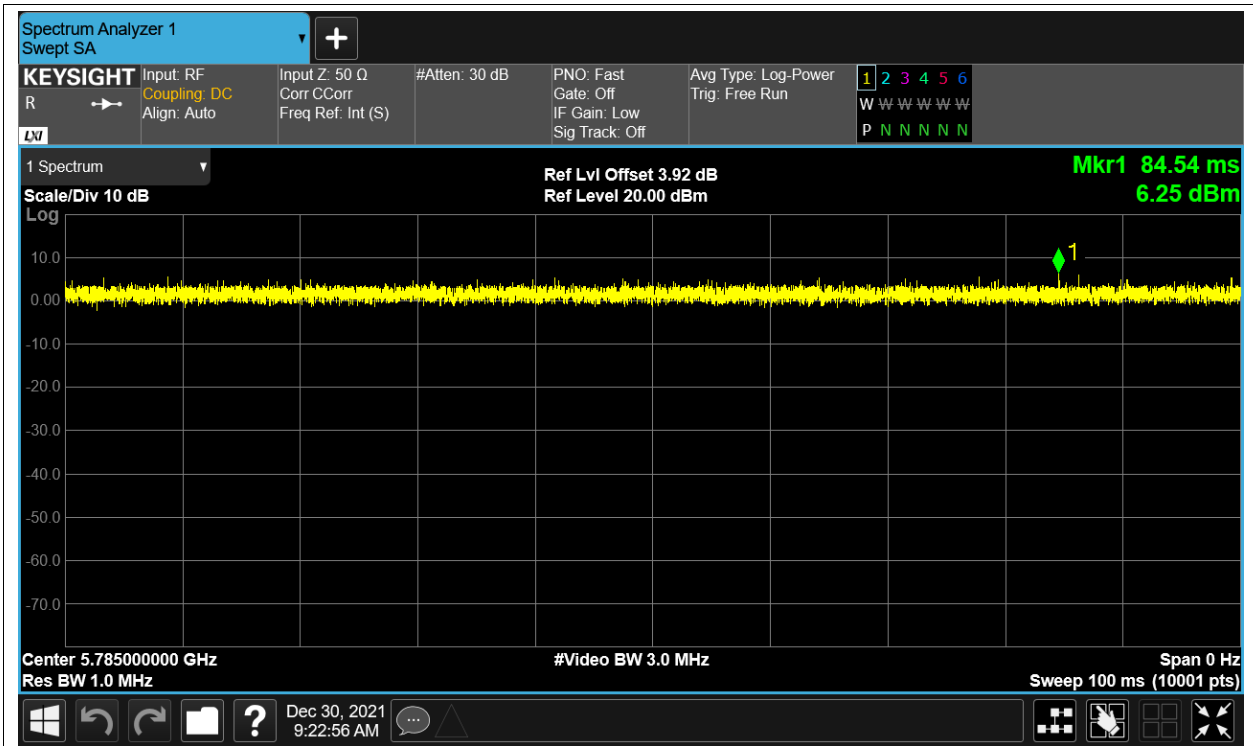 Spectrum Analyzer 1
Swept SA
KEYSIGHT
R
LXI
Input: RF
Coupling: DC
Align: Auto
Input Z: 50 Ω
Corr CCorr
Freq Ref: Int (S)
#Atten: 30 dB
PNO: Fast
Gate: Off
IF Gain: Low
Sig Track: Off
Avg Type: Log-Power
Trig: Free Run
1 2 3 4 5 6
W W W W W W
P N N N N N
1 Spectrum
Scale/Div 10 dB
Ref Lvl Offset 3.92 dB
Ref Level 20.00 dBm
Mkr1 84.54 ms
6.25 dBm
Log
1
10.0
0.00
-10.0
-20.0
-30.0
-40.0
-50.0
-60.0
-70.0
Center 5.785000000 GHz
#Video BW 3.0 MHz
Span 0 Hz
Res BW 1.0 MHz
Sweep 100 ms (10001 pts)
?
Dec 30, 2021
9:22:56 AM